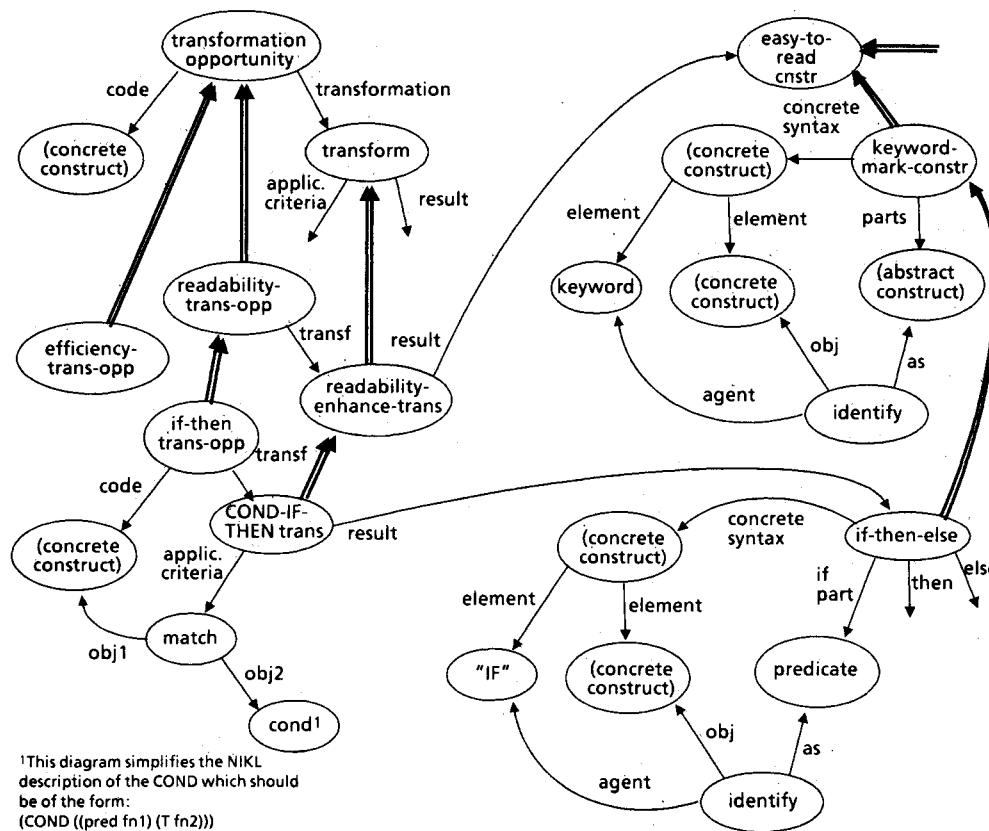 transformation
opportunity
code
transformation
(concrete
construct)
transform
applic.
criteria
result
readability-
trans-opp
efficiency-
trans-opp
transf
result
readability-
enhance-trans
if-then
trans-opp
transf
code
COND-IF-
THEN trans
result
(concrete
construct)
applic.
criteria
match
obj1
obj2
cond¹
¹This diagram simplifies the NIKL
description of the COND which should
be of the form:
(COND ((pred fn1) (T fn2)))
easy-to-
read
cnstr
concrete
syntax
keyword-
mark-constr
(concrete
construct)
element
element
parts
keyword
(concrete
construct)
(abstract
construct)
obj
as
agent
identify
concrete
syntax
if-then-else
(concrete
construct)
if
part
then
else
element
element
"IF"
(concrete
construct)
predicate
obj
as
agent
identify